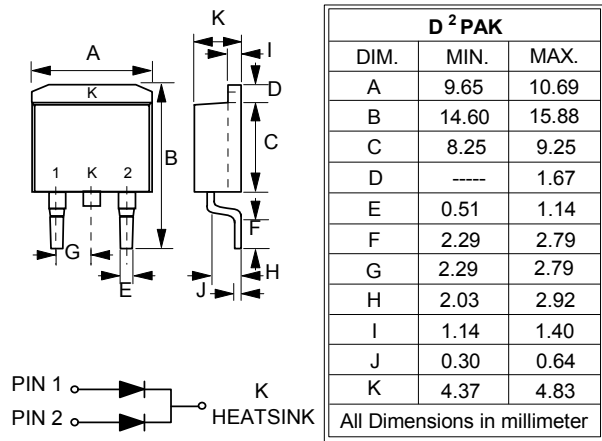 K
I
A
D
K
C
B
1 K 2
F
G
H
E
J
PIN 1
K
PIN 2
HEATSINK
D 2 PAK
DIM. MIN. MAX.
A 9.65 10.69
B 14.60 15.88
C 8.25 9.25
D ----- 1.67
E 0.51 1.14
F 2.29 2.79
G 2.29 2.79
H 2.03 2.92
I 1.14 1.40
J 0.30 0.64
K 4.37 4.83
All Dimensions in millimeter